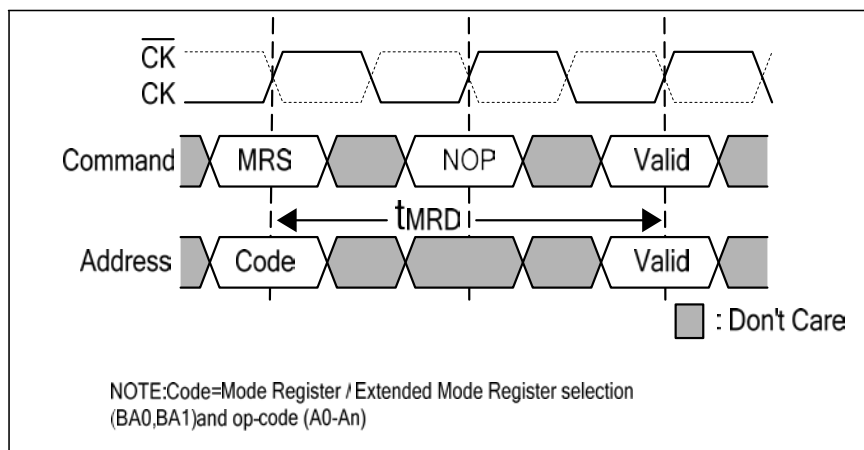 CK
CK
Command MRS NOP Valid
tMRD
Address Code Valid
: Don't Care
NOTE:Code=Mode Register / Extended Mode Register selection
(BA0,BA1)and op-code (A0-An)